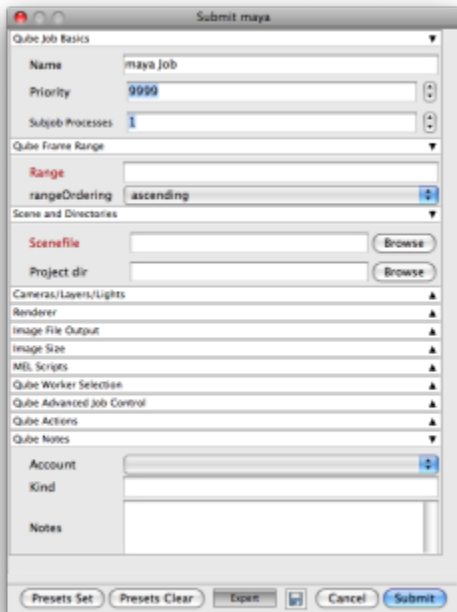 Submit maya
Qube Job Basics
Name maya Job
Priority 9999
Subjob Processes 1
Qube Frame Range
Range
rangeOrdering ascending
Scene and Directories
Scenefile Browse
Project dir Browse
Cameras/Layers/Lights
Renderer
Image File Output
Image Size
MEL Scripts
Qube Worker Selection
Qube Advanced Job Control
Qube Actions
Qube Notes
Account
Kind
Notes
Presets Set Presets Clear Expert Cancel Submit